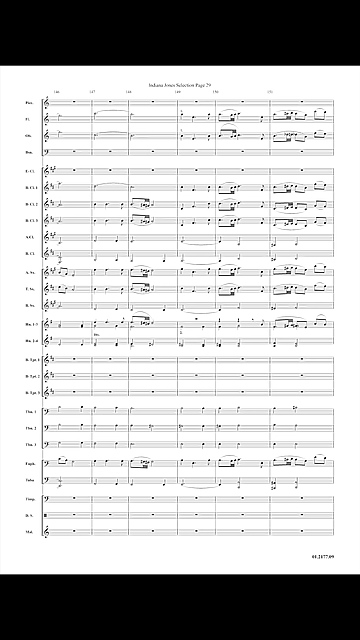 Indiana Jones Selection Page 29
146 147 148 149 150 151
Picc.
Fl.
Obs.
Bsn.
E♭ Cl.
B♭ Cl. 1
B♭ Cl. 2
B♭ Cl. 3
A.Cl.
B. Cl.
A. Sx.
T. Sx.
B. Sx.
Hn. 1-3
Hn. 2-4
B♭ Tpt. 1
B♭ Tpt. 2
B♭ Tpt. 3
Tbn. 1
Tbn. 2
Tbn. 3
Euph.
Tuba
Timp.
D. S.
Mal.
01.2177.09